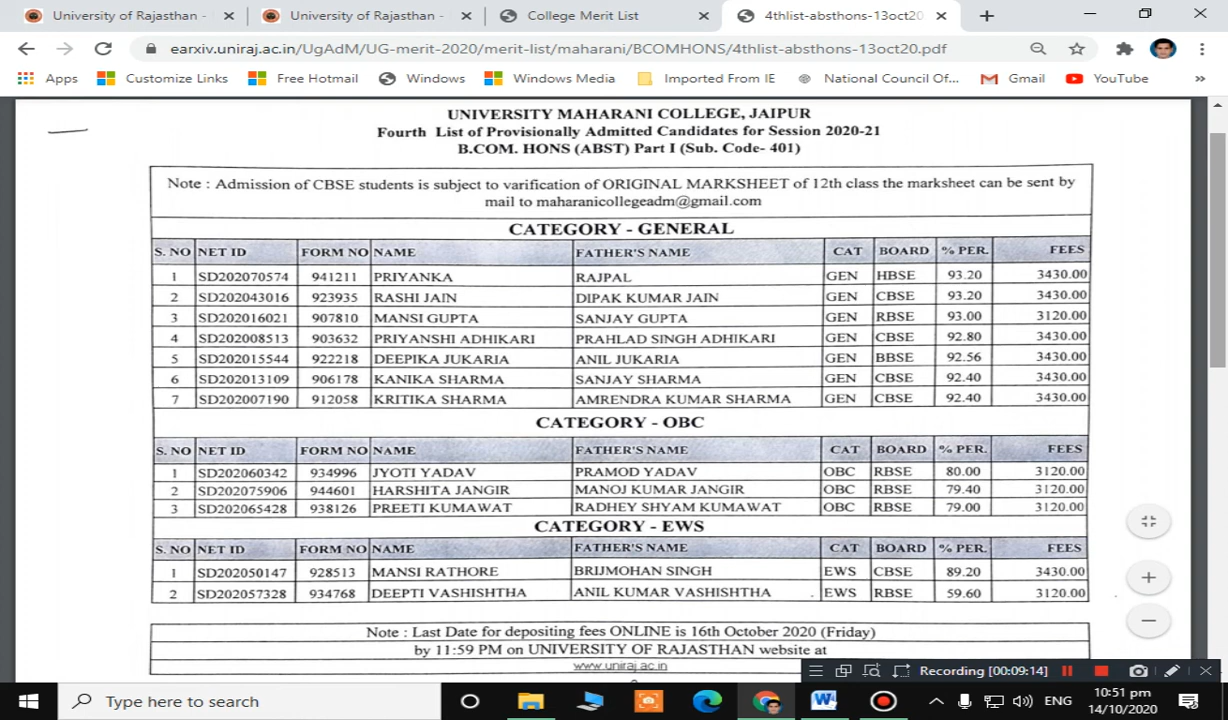 University of Rajasthan -
University of Rajasthan -
College Merit List
4thlist-absthons-13oct20
earxiv.uniraj.ac.in/UgAdM/UG-merit-2020/merit-list/maharani/BCOMHONS/4thlist-absthons-13oct20.pdf
Apps Customize Links Free Hotmail Windows Windows Media Imported From IE National Council Of... Gmail YouTube »
UNIVERSITY MAHARANI COLLEGE, JAIPUR
Fourth List of Provisionally Admitted Candidates for Session 2020-21
B.COM. HONS (ABST) Part I (Sub. Code- 401)
Note : Admission of CBSE students is subject to varification of ORIGINAL MARKSHEET of 12th class the marksheet can be sent by
mail to maharanicollegeadm@gmail.com
CATEGORY - GENERAL
S. NO NET ID FORM NO NAME FATHER'S NAME CAT BOARD % PER. FEES
1 SD202070574 941211 PRIYANKA RAJPAL GEN HBSE 93.20 3430.00
2 SD202043016 923935 RASHI JAIN DIPAK KUMAR JAIN GEN CBSE 93.20 3430.00
3 SD202016021 907810 MANSI GUPTA SANJAY GUPTA GEN RBSE 93.00 3120.00
4 SD202008513 903632 PRIYANSHI ADHIKARI PRAHLAD SINGH ADHIKARI GEN CBSE 92.80 3430.00
5 SD202015544 922218 DEEPIKA JUKARIA ANIL JUKARIA GEN BBSE 92.56 3430.00
6 SD202013109 906178 KANIKA SHARMA SANJAY SHARMA GEN CBSE 92.40 3430.00
7 SD202007190 912058 KRITIKA SHARMA AMRENDRA KUMAR SHARMA GEN CBSE 92.40 3430.00
CATEGORY - OBC
S. NO NET ID FORM NO NAME FATHER'S NAME CAT BOARD % PER. FEES
1 SD202060342 934996 JYOTI YADAV PRAMOD YADAV OBC RBSE 80.00 3120.00
2 SD202075906 944601 HARSHITA JANGIR MANOJ KUMAR JANGIR OBC RBSE 79.40 3120.00
3 SD202065428 938126 PREETI KUMAWAT RADHEY SHYAM KUMAWAT OBC RBSE 79.00 3120.00
CATEGORY - EWS
S. NO NET ID FORM NO NAME FATHER'S NAME CAT BOARD % PER. FEES
1 SD202050147 928513 MANSI RATHORE BRIJMOHAN SINGH EWS CBSE 89.20 3430.00
2 SD202057328 934768 DEEPTI VASHISHTHA ANIL KUMAR VASHISHTHA EWS RBSE 59.60 3120.00
Note : Last Date for depositing fees ONLINE is 16th October 2020 (Friday)
by 11:59 PM on UNIVERSITY OF RAJASTHAN website at
www.uniraj.ac.in
Recording [00:09:14]
Type here to search
ENG
10:51 pm
14/10/2020